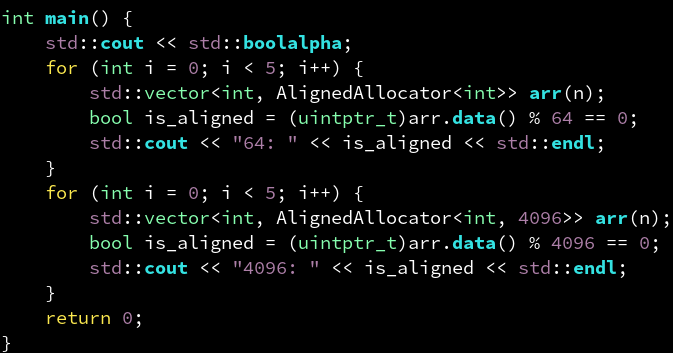 int main() {
    std::cout << std::boolalpha;
    for (int i = 0; i < 5; i++) {
        std::vector<int, AlignedAllocator<int>> arr(n);
        bool is_aligned = (uintptr_t)arr.data() % 64 == 0;
        std::cout << "64: " << is_aligned << std::endl;
    }
    for (int i = 0; i < 5; i++) {
        std::vector<int, AlignedAllocator<int, 4096>> arr(n);
        bool is_aligned = (uintptr_t)arr.data() % 4096 == 0;
        std::cout << "4096: " << is_aligned << std::endl;
    }
    return 0;
}